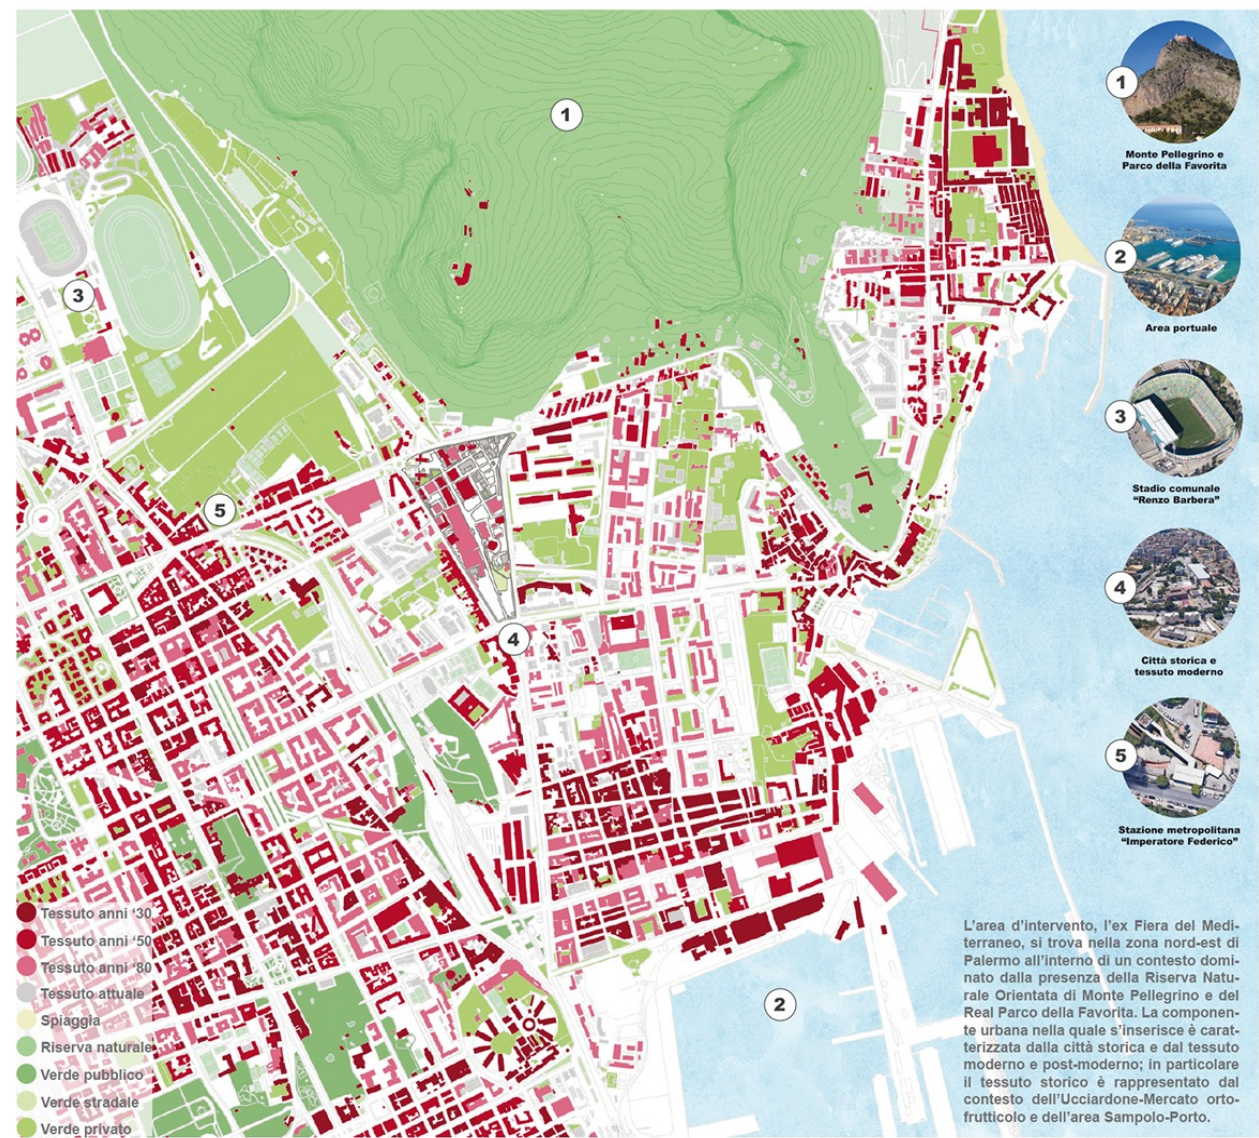 1
1
Monte Pellegrino e
Parco della Favorita
2
Area portuale
3
3
Stadio comunale
“Renzo Barbera”
5
4
4
Città storica e
tessuto moderno
5
Stazione metropolitana
“Imperatore Federico”
2
Tessuto anni ‘30
Tessuto anni ‘50
Tessuto anni ‘80
Tessuto attuale
Spiaggia
Riserva naturale
Verde pubblico
Verde stradale
Verde privato
L’area d’intervento, l’ex Fiera del Medi-
terraneo, si trova nella zona nord-est di
Palermo all’interno di un contesto domi-
nato dalla presenza della Riserva Natu-
rale Orientata di Monte Pellegrino e del
Real Parco della Favorita. La componen-
te urbana nella quale s’inserisce è carat-
terizzata dalla città storica e dal tessuto
moderno e post-moderno; in particolare
il tessuto storico è rappresentato dal
contesto dell’Ucciardone-Mercato orto-
frutticolo e dell’area Sampolo-Porto.